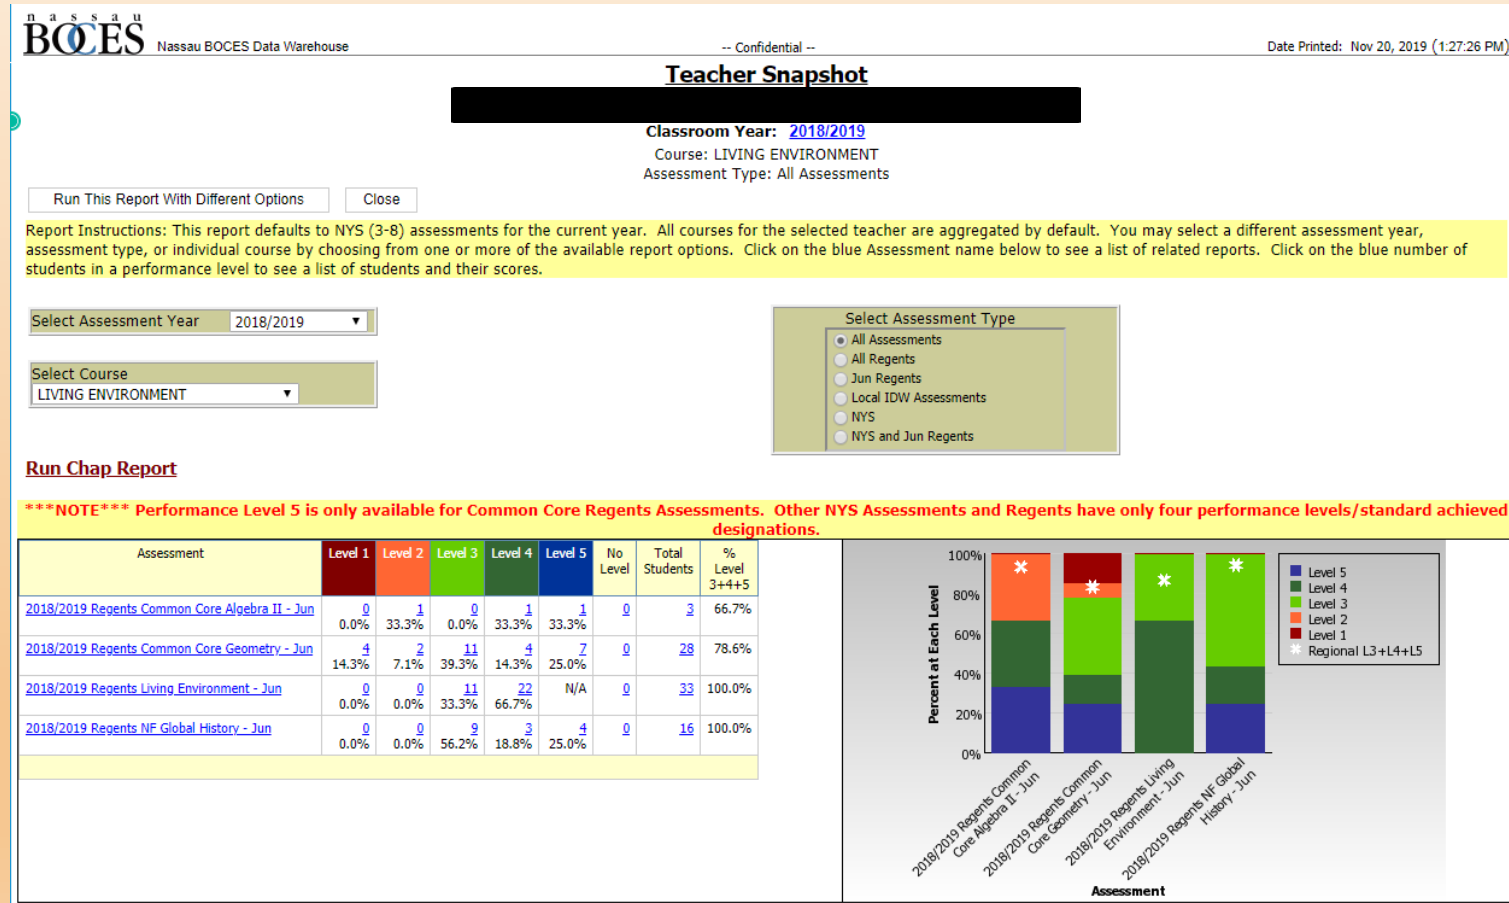 nassau
BOCES Nassau BOCES Data Warehouse -- Confidential -- Date Printed: Nov 20, 2019 (1:27:26 PM)
Teacher Snapshot
Classroom Year: 2018/2019
Course: LIVING ENVIRONMENT
Assessment Type: All Assessments
Run This Report With Different Options Close
Report Instructions: This report defaults to NYS (3-8) assessments for the current year. All courses for the selected teacher are aggregated by default. You may select a different assessment year,
assessment type, or individual course by choosing from one or more of the available report options. Click on the blue Assessment name below to see a list of related reports. Click on the blue number of
students in a performance level to see a list of students and their scores.
Select Assessment Year 2018/2019
Select Course
LIVING ENVIRONMENT
Select Assessment Type
All Assessments
All Regents
Jun Regents
Local IDW Assessments
NYS
NYS and Jun Regents
Run Chap Report
***NOTE*** Performance Level 5 is only available for Common Core Regents Assessments. Other NYS Assessments and Regents have only four performance levels/standard achieved
designations.
Assessment Level 1 Level 2 Level 3 Level 4 Level 5 No Level Total Students % Level 3+4+5
2018/2019 Regents Common Core Algebra II - Jun 0 1 0 1 1 0 3 66.7%
0.0% 33.3% 0.0% 33.3% 33.3%
2018/2019 Regents Common Core Geometry - Jun 4 2 11 4 7 0 28 78.6%
14.3% 7.1% 39.3% 14.3% 25.0%
2018/2019 Regents Living Environment - Jun 0 0 11 22 N/A 0 33 100.0%
0.0% 0.0% 33.3% 66.7%
2018/2019 Regents NF Global History - Jun 0 0 9 3 4 0 16 100.0%
0.0% 0.0% 56.2% 18.8% 25.0%
Percent at Each Level
100%
80%
60%
40%
20%
0%
2018/2019 Regents Common
Core Algebra II - Jun
2018/2019 Regents Common
Core Geometry - Jun
2018/2019 Regents Living
Environment - Jun
2018/2019 Regents NF Global
History - Jun
Assessment
Level 5
Level 4
Level 3
Level 2
Level 1
Regional L3+L4+L5